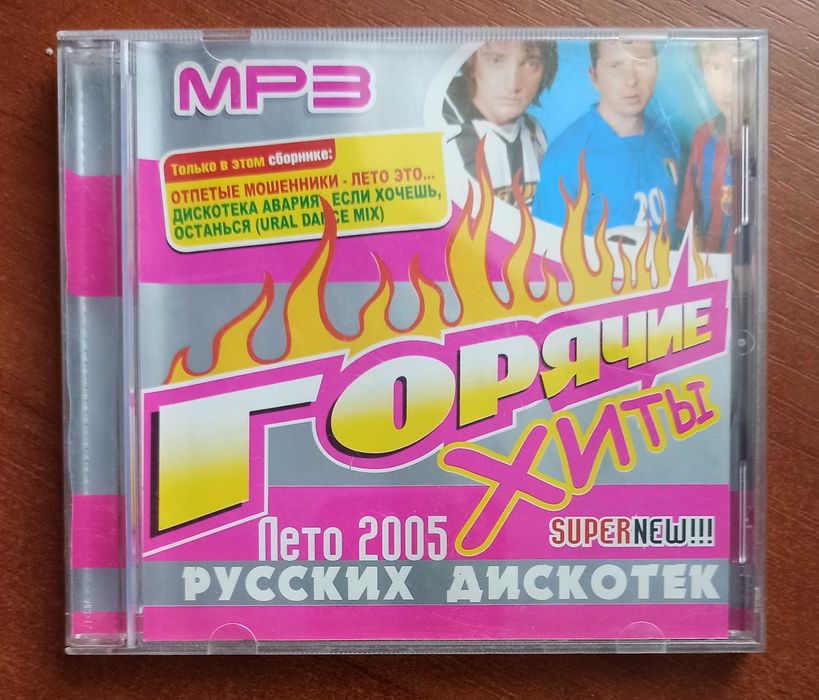 MP3
Только в этом сборнике:
ОТПЕТЫЕ МОШЕННИКИ - ЛЕТО ЭТО...
ДИСКОТЕКА АВАРИЯ - ЕСЛИ ХОЧЕШЬ,
ОСТАНЬСЯ (URAL DANCE MIX)
20
ГОРЯЧИЕ
ХИТЫ
Лето 2005
SUPERNEW!!!
РУССКИХ ДИСКОТЕК